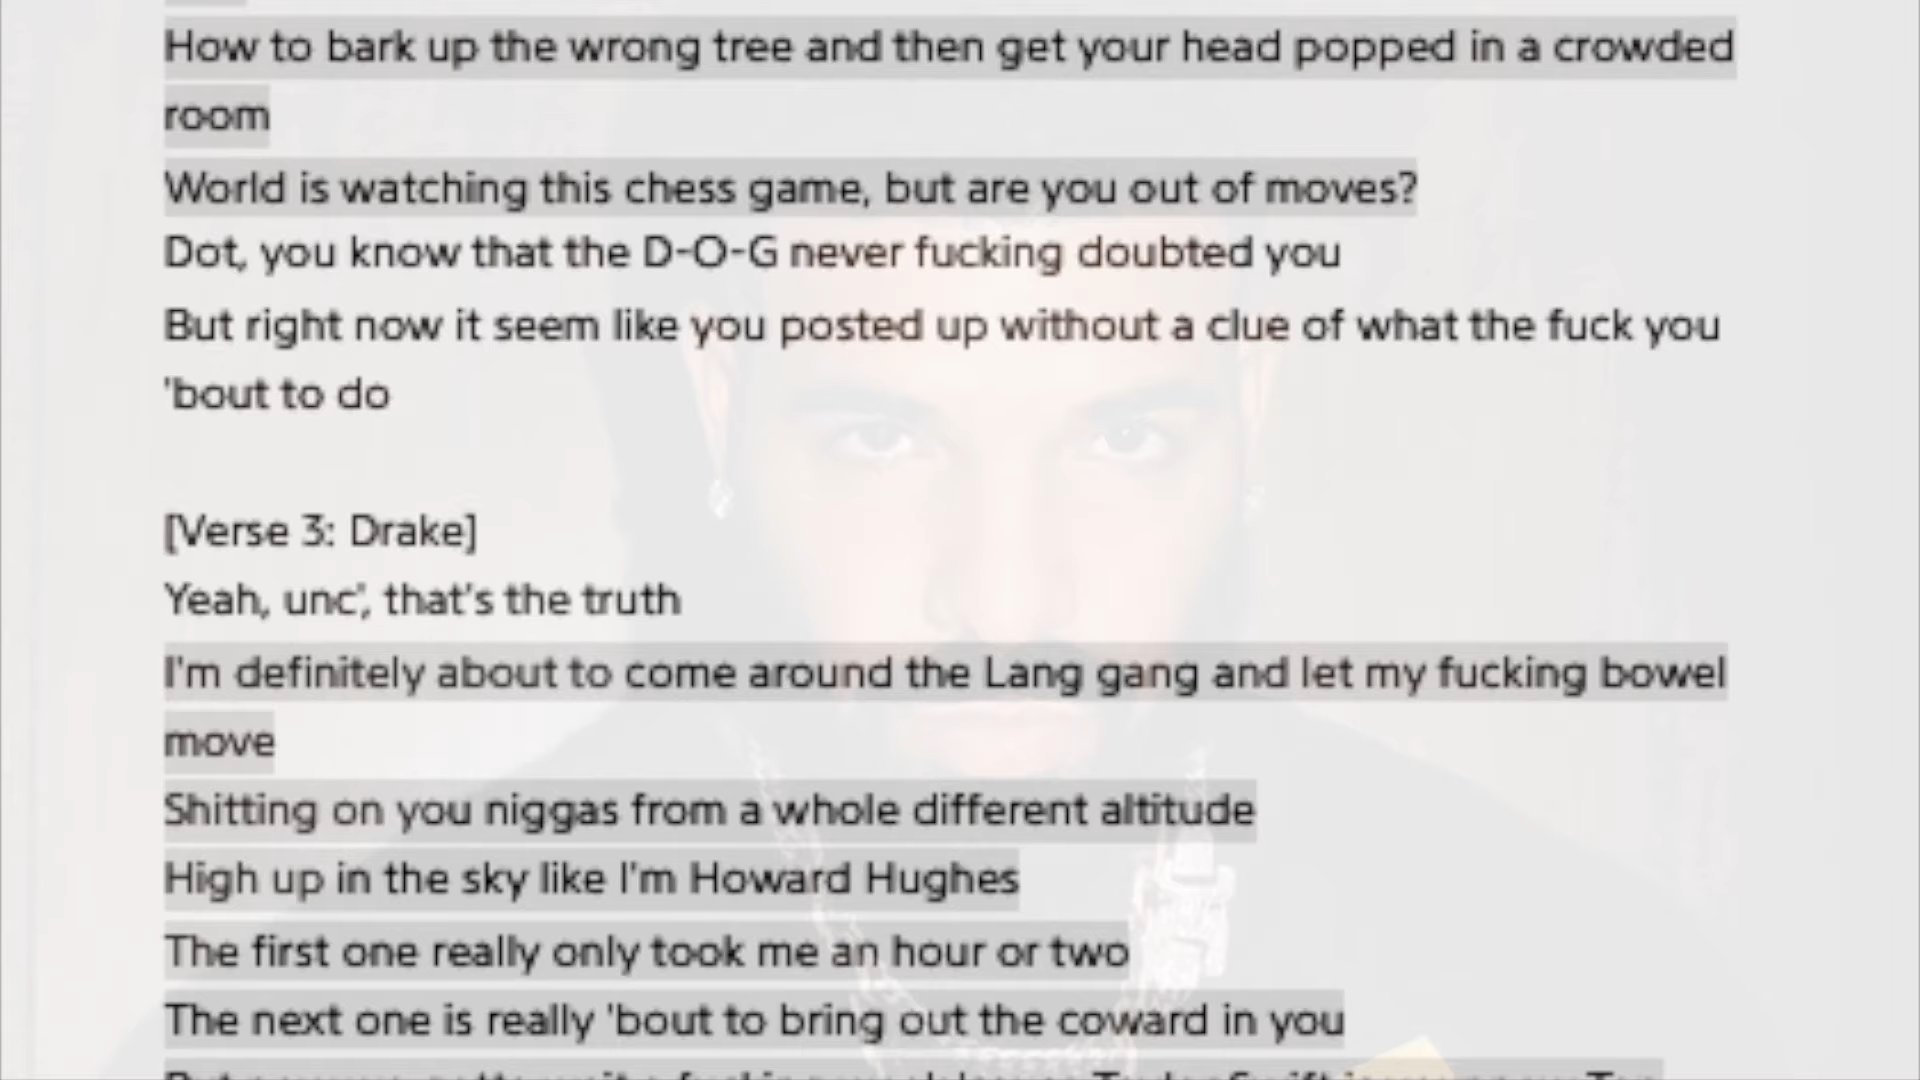 How to bark up the wrong tree and then get your head popped in a crowded
room
World is watching this chess game, but are you out of moves?
Dot, you know that the D-O-G never fucking doubted you
But right now it seem like you posted up without a clue of what the fuck you
'bout to do
[Verse 3: Drake]
Yeah, unc', that's the truth
I'm definitely about to come around the Lang gang and let my fucking bowel
move
Shitting on you niggas from a whole different altitude
High up in the sky like I'm Howard Hughes
The first one really only took me an hour or two
The next one is really 'bout to bring out the coward in you